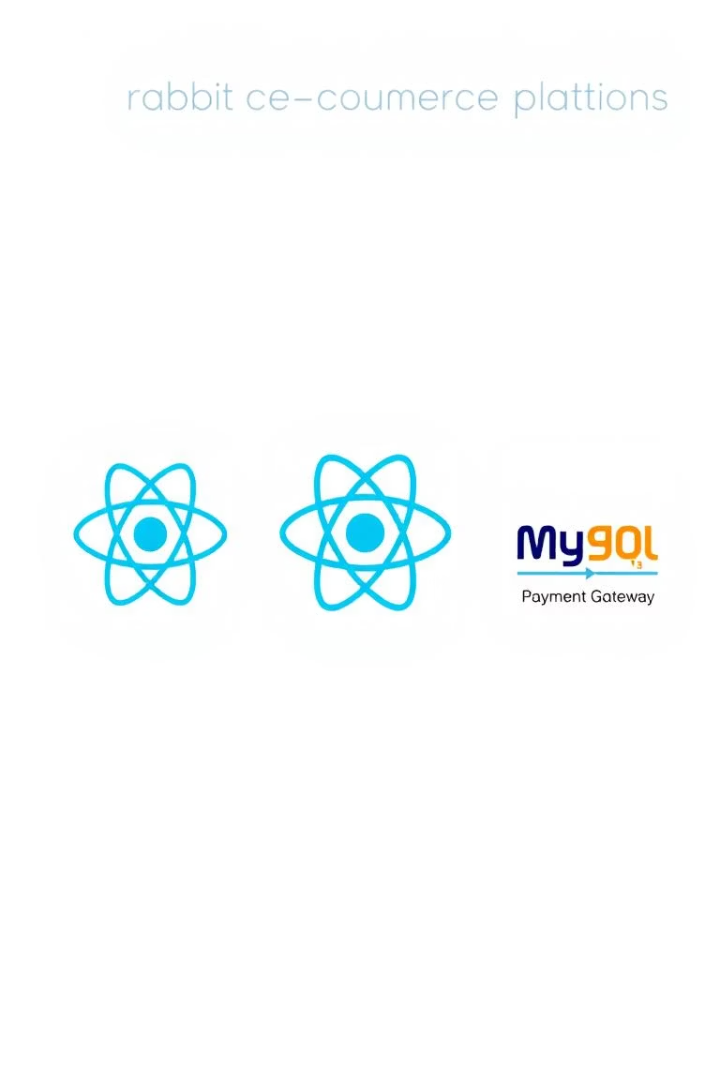 rabbit ce-coumerce plattions
Mygol
Payment Gateway